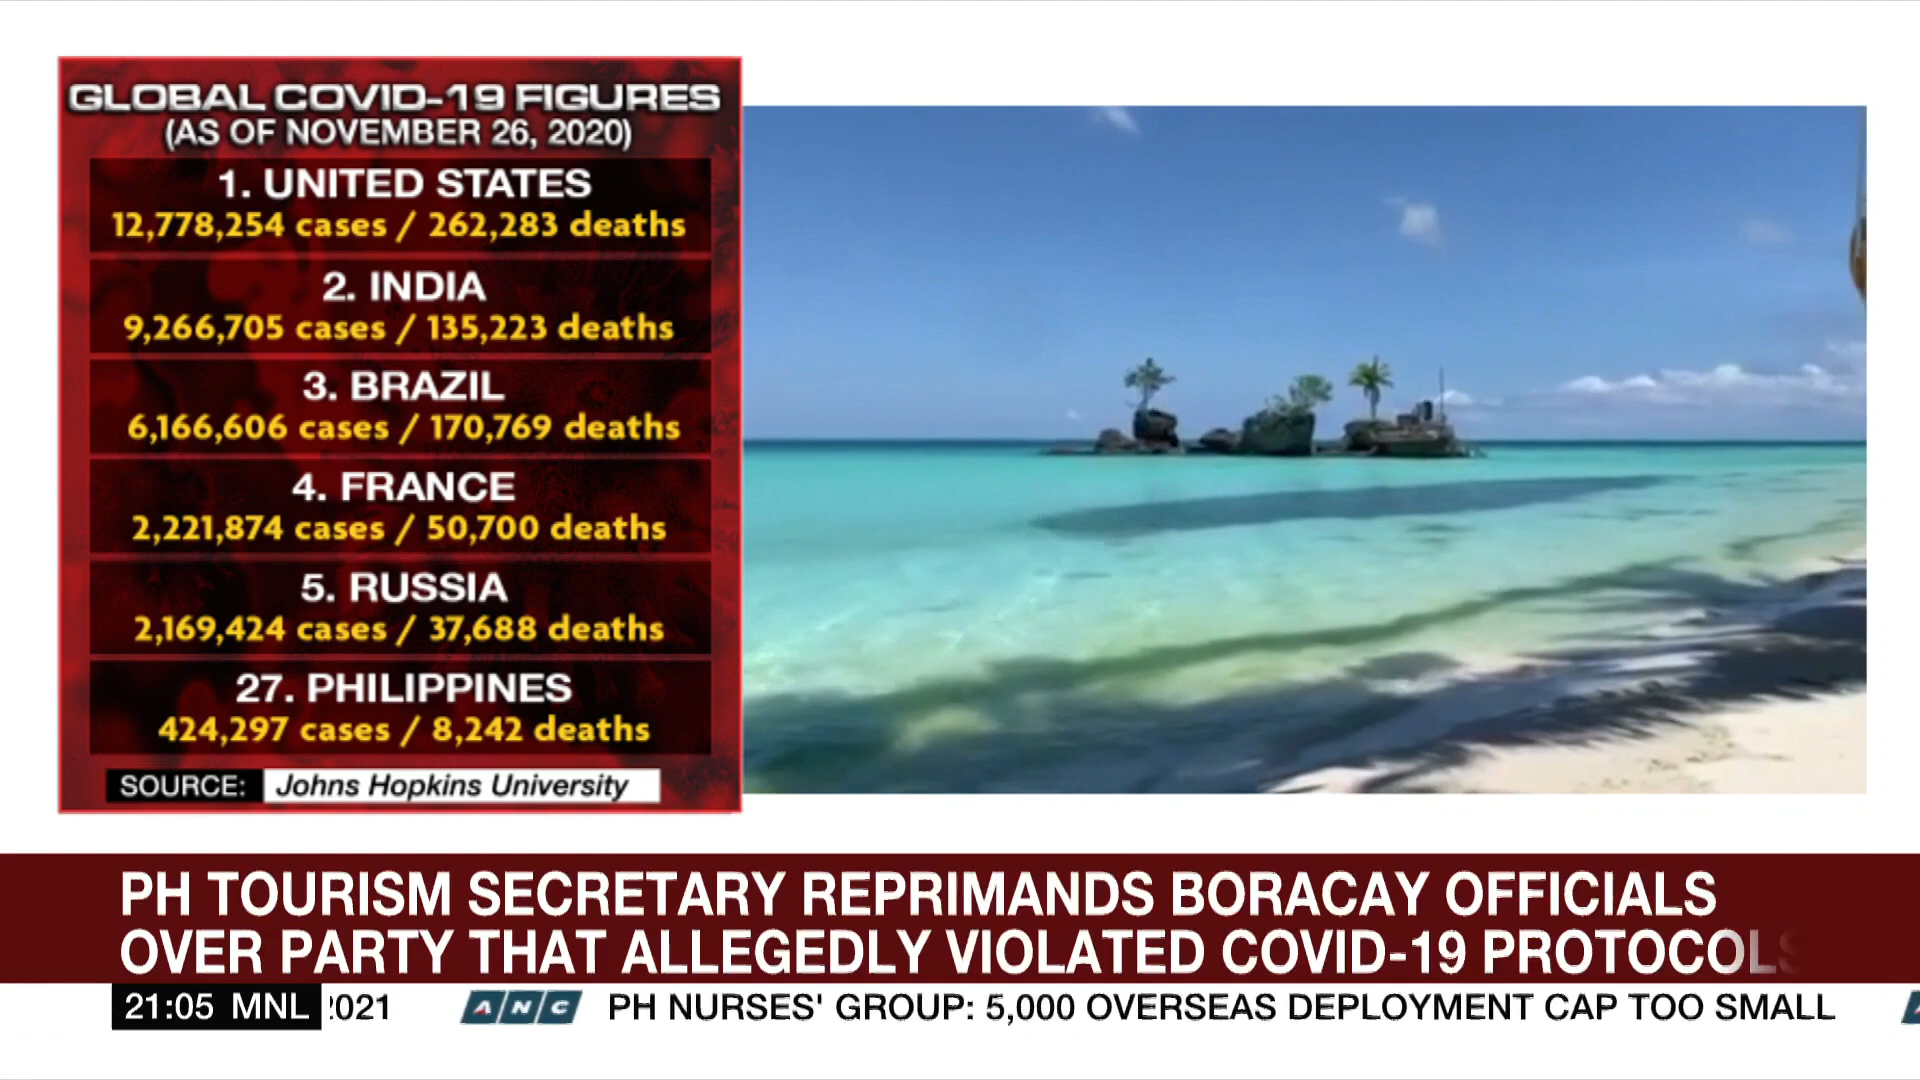 GLOBAL COVID-19 FIGURES
(AS OF NOVEMBER 26, 2020)
1. UNITED STATES
12,778,254 cases / 262,283 deaths
2. INDIA
9,266,705 cases / 135,223 deaths
3. BRAZIL
6,166,606 cases / 170,769 deaths
4. FRANCE
2,221,874 cases / 50,700 deaths
5. RUSSIA
2,169,424 cases / 37,688 deaths
27. PHILIPPINES
424,297 cases / 8,242 deaths
SOURCE: Johns Hopkins University
PH TOURISM SECRETARY REPRIMANDS BORACAY OFFICIALS
OVER PARTY THAT ALLEGEDLY VIOLATED COVID-19 PROTOCOLS
21:05 MNL 2021 ANC PH NURSES' GROUP: 5,000 OVERSEAS DEPLOYMENT CAP TOO SMALL